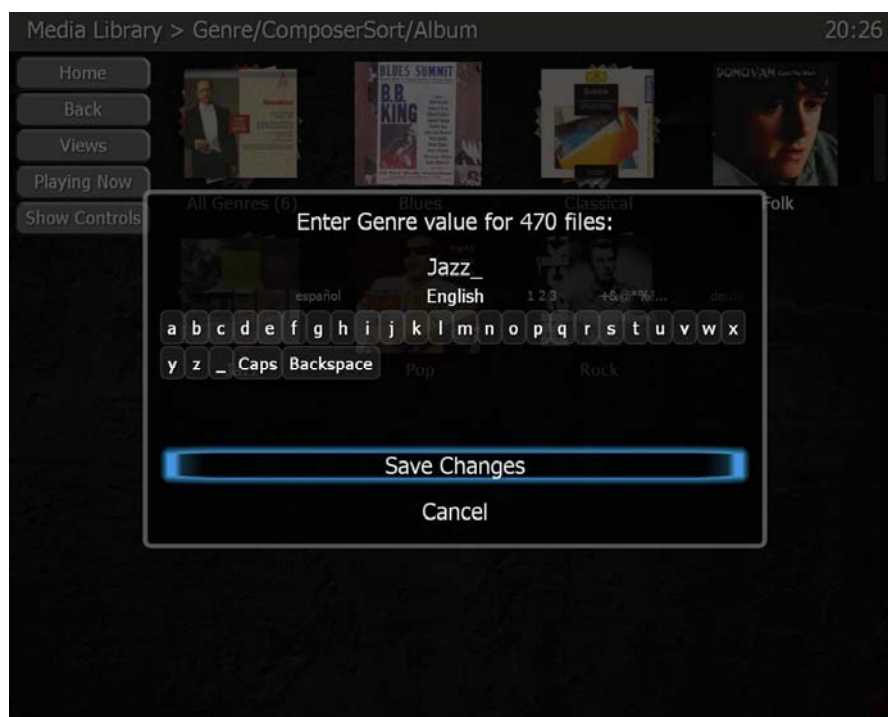 Media Library > Genre/ComposerSort/Album 20:26
Home
Back
Views
Playing Now
Show Controls
BLUES SUMMIT
B.B. KING
DONOVAN
All Genres (6) Blues Classical Folk
Enter Genre value for 470 files:
Jazz_
español English 1 2 3 +&@*%!...
a b c d e f g h i j k l m n o p q r s t u v w x
y z _ Caps Backspace
Pop Rock
Save Changes
Cancel